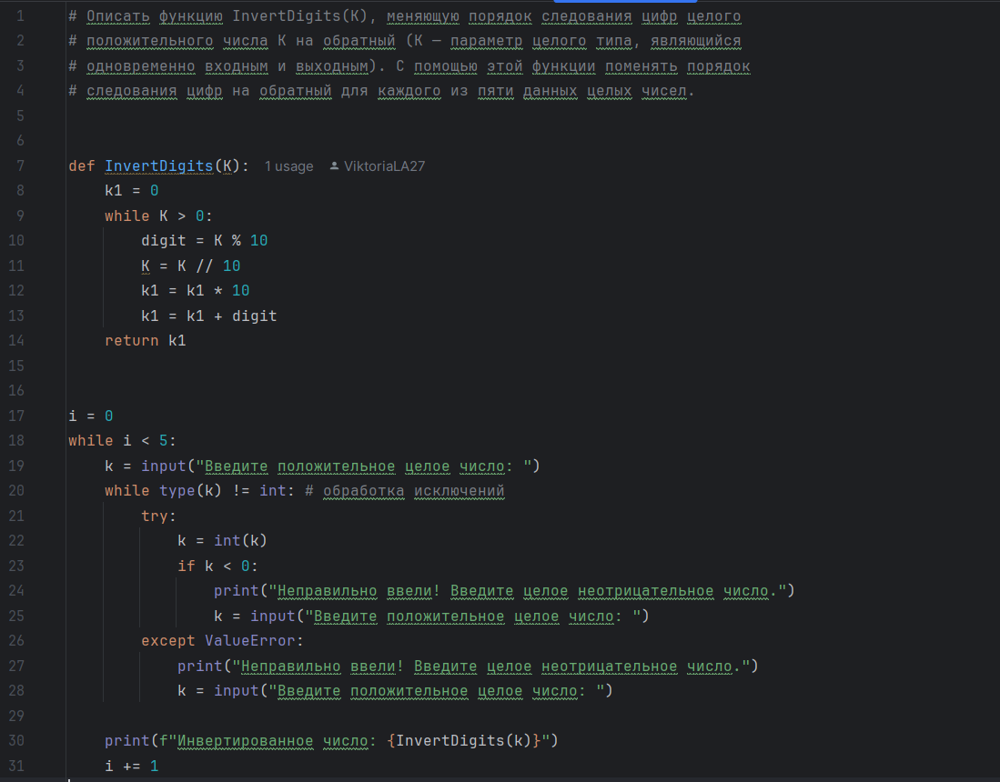 1 # Описать функцию InvertDigits(K), меняющую порядок следования цифр целого
2 # положительного числа K на обратный (K — параметр целого типа, являющийся
3 # одновременно входным и выходным). С помощью этой функции поменять порядок
4 # следования цифр на обратный для каждого из пяти данных целых чисел.
5
6
7 def InvertDigits(K): 1 usage ViktoriaLA27
8 k1 = 0
9 while K > 0:
10 digit = K % 10
11 K = K // 10
12 k1 = k1 * 10
13 k1 = k1 + digit
14 return k1
15
16
17 i = 0
18 while i < 5:
19 k = input("Введите положительное целое число: ")
20 while type(k) != int: # обработка исключений
21 try:
22 k = int(k)
23 if k < 0:
24 print("Неправильно ввели! Введите целое неотрицательное число.")
25 k = input("Введите положительное целое число: ")
26 except ValueError:
27 print("Неправильно ввели! Введите целое неотрицательное число.")
28 k = input("Введите положительное целое число: ")
29
30 print(f"Инвертированное число: {InvertDigits(k)}")
31 i += 1